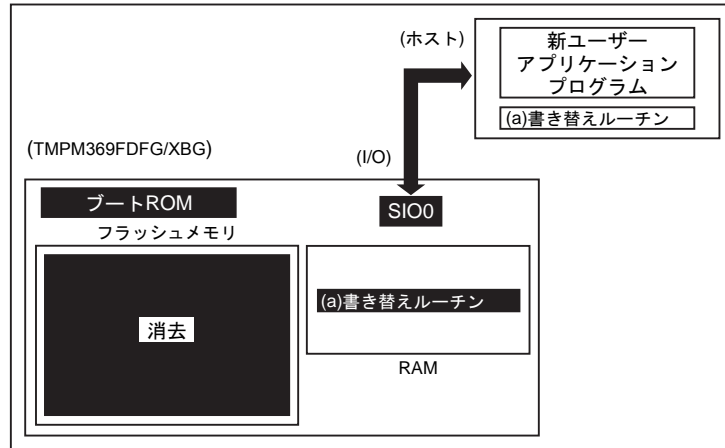 (ホスト)
新ユーザー
アプリケーション
プログラム
(a)書き替えルーチン
(TMPM369FDFG/XBG)
(I/O)
ブートROM
SIO0
フラッシュメモリ
(a)書き替えルーチン
消去
RAM